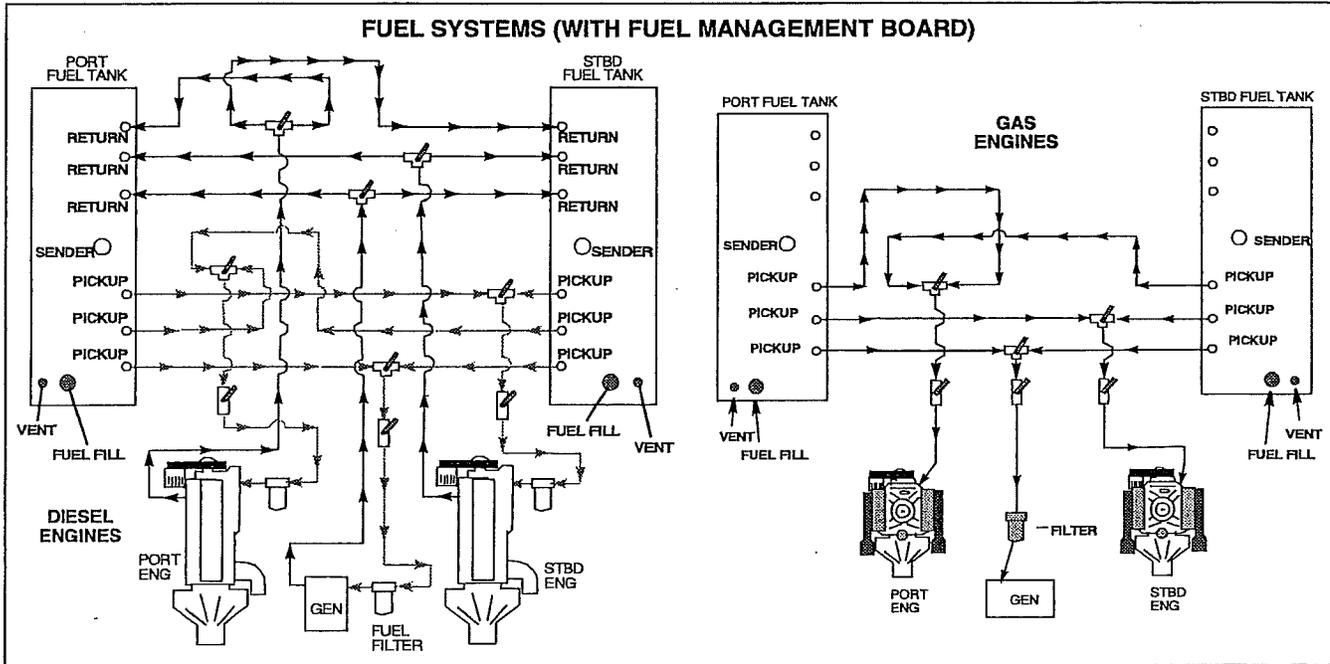 FUEL SYSTEMS (WITH FUEL MANAGEMENT BOARD)
PORT
FUEL TANK
STBD
FUEL TANK
RETURN
RETURN
RETURN
RETURN
RETURN
RETURN
SENDER
SENDER
PICKUP
PICKUP
PICKUP
PICKUP
PICKUP
PICKUP
VENT
FUEL FILL
FUEL FILL
VENT
DIESEL
ENGINES
PORT
ENG
GEN
FUEL
FILTER
STBD
ENG
PORT FUEL TANK
STBD FUEL TANK
GAS
ENGINES
SENDER
SENDER
PICKUP
PICKUP
PICKUP
PICKUP
PICKUP
PICKUP
VENT
FUEL FILL
VENT
FUEL FILL
FILTER
PORT
ENG
GEN
STBD
ENG